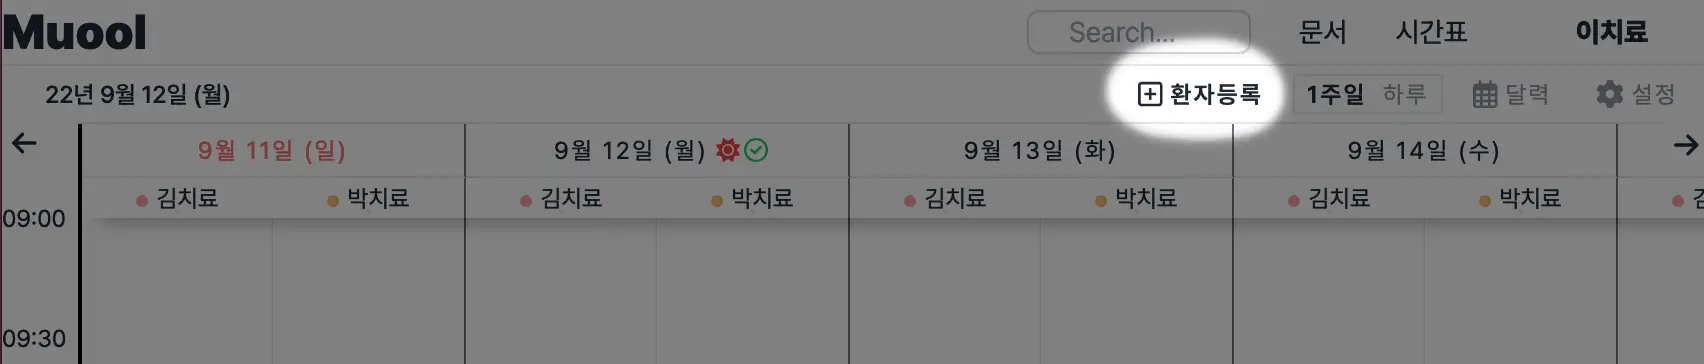 Muool Search... 문서 시간표 이치료
22년 9월 12일 (월) 환자등록 1주일 하루 달력 설정
9월 11일 (일) 9월 12일 (월) 9월 13일 (화) 9월 14일 (수)
김치료 박치료 김치료 박치료 김치료 박치료 김치료 박치료
09:00
09:30